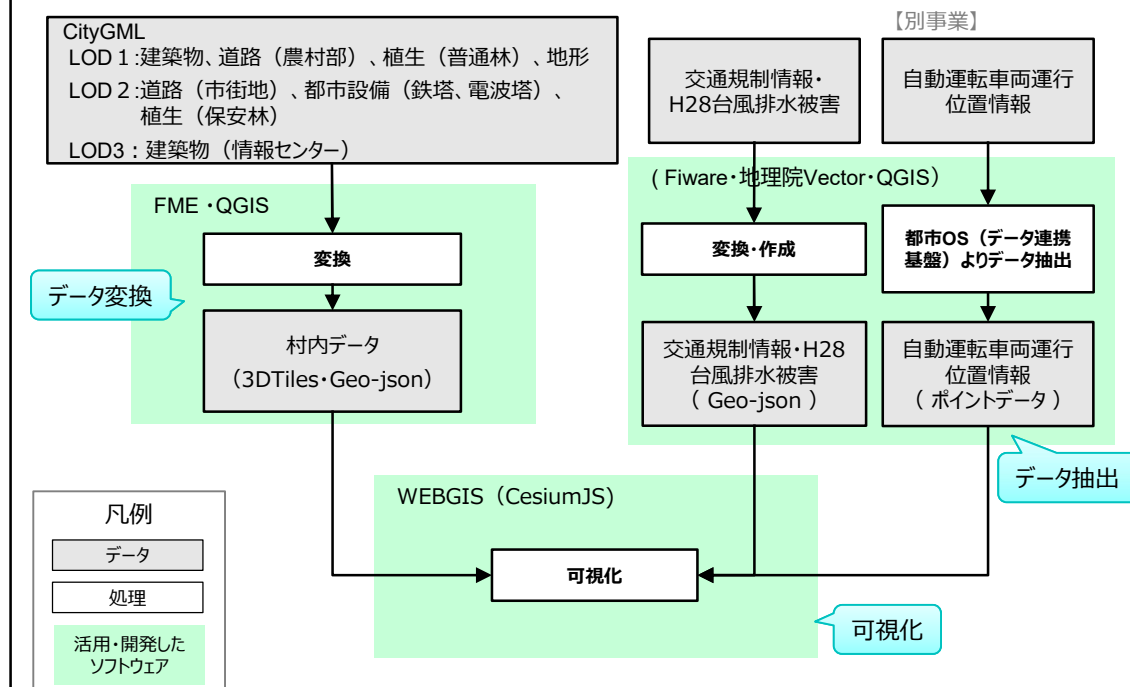 【別事業】
CityGML
LOD 1:建築物、道路（農村部）、植生（普通林）、地形
LOD 2:道路（市街地）、都市設備（鉄塔、電波塔）、
植生（保安林）
LOD3：建築物（情報センター）
交通規制情報・
H28台風排水被害
自動運転車両運行
位置情報
FME・QGIS
変換
データ変換
村内データ
（3DTiles・Geo-json）
( Fiware・地理院Vector・QGIS）
変換・作成
都市OS（データ連携
基盤）よりデータ抽出
交通規制情報・H28
台風排水被害
（ Geo-json ）
自動運転車両運行
位置情報
（ ポイントデータ ）
データ抽出
WEBGIS（CesiumJS)
可視化
可視化
凡例
データ
処理
活用・開発した
ソフトウェア